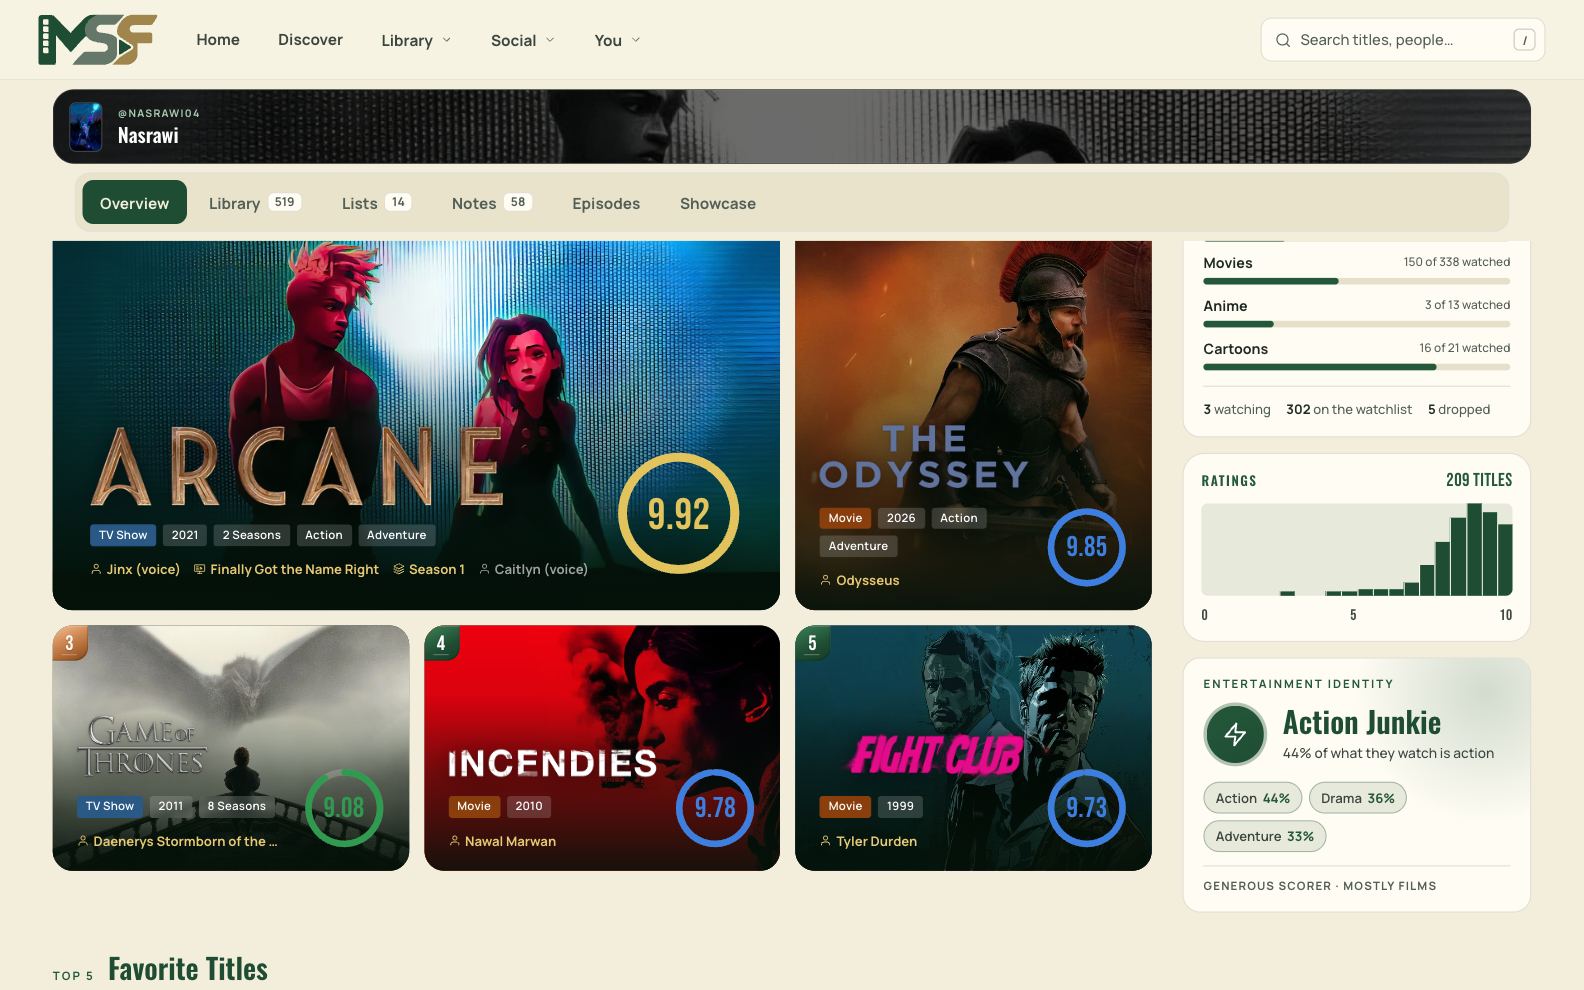 MSF
Home
Discover
Library
Social
You
Search titles, people...
/
@NASRAWI04
Nasrawi
Overview
Library 519
Lists 14
Notes 58
Episodes
Showcase
ARCANE
9.92
TV Show 2021 2 Seasons Action Adventure
Jinx (voice) Finally Got the Name Right Season 1 Caitlyn (voice)
THE
ODYSSEY
Movie 2026 Action
Adventure
9.85
Odysseus
3
GAME OF
THRONES
TV Show 2011 8 Seasons
9.08
Daenerys Stormborn of the ...
4
INCENDIES
Movie 2010
9.78
Nawal Marwan
5
FIGHT CLUB
Movie 1999
9.73
Tyler Durden
Movies 150 of 338 watched
Anime 3 of 13 watched
Cartoons 16 of 21 watched
3 watching 302 on the watchlist 5 dropped
RATINGS 209 TITLES
0 5 10
ENTERTAINMENT IDENTITY
Action Junkie
44% of what they watch is action
Action 44% Drama 36%
Adventure 33%
GENEROUS SCORER · MOSTLY FILMS
TOP 5 Favorite Titles